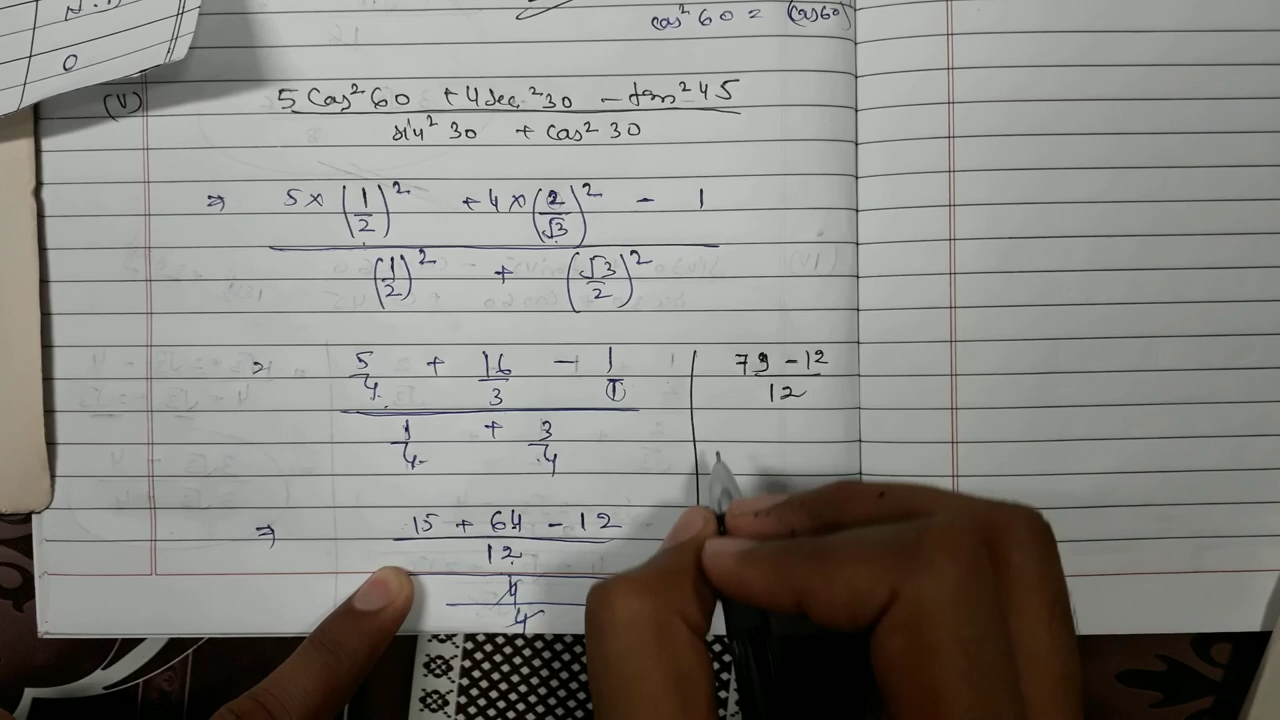 0
cos² 60 = (cos60)
(V) 5 Cos² 60 + 4 sec² 30 - tan² 45
sin² 30 + cos² 30
⇒ 5 × (1/2)² + 4 × (2/√3)² - 1
(1/2)² + (√3/2)²
⇒ 5/4 + 16/3 - 1/1
1/4 + 3/4
⇒ 15 + 64 - 12
12
4
4
79 - 12
12